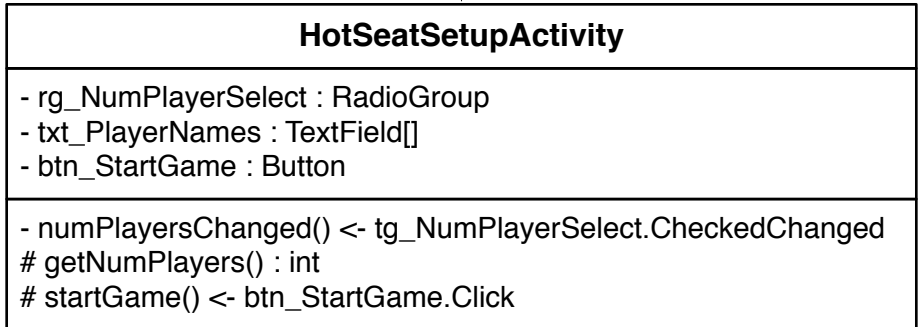 HotSeatSetupActivity
- rg_NumPlayerSelect : RadioGroup
- txt_PlayerNames : TextField[]
- btn_StartGame : Button
- numPlayersChanged() <- tg_NumPlayerSelect.CheckedChanged
# getNumPlayers() : int
# startGame() <- btn_StartGame.Click